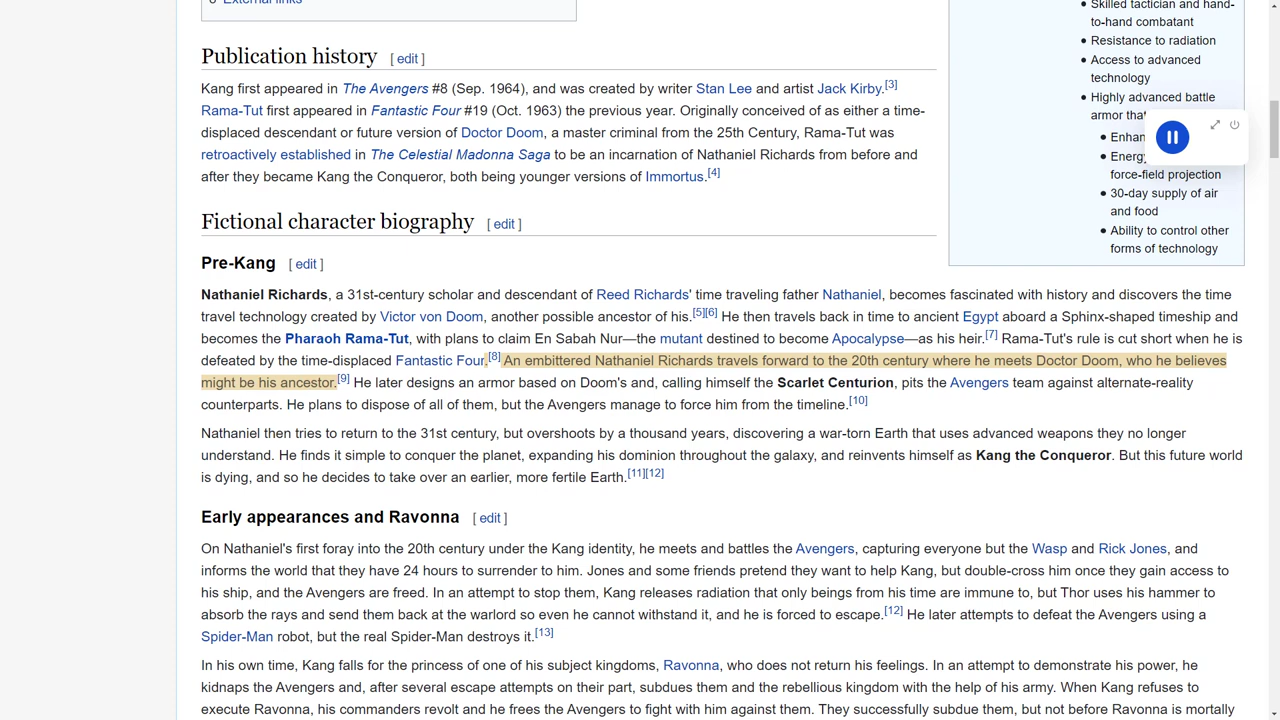 External links
Publication history [ edit ]
Kang first appeared in The Avengers #8 (Sep. 1964), and was created by writer Stan Lee and artist Jack Kirby.[3]
Rama-Tut first appeared in Fantastic Four #19 (Oct. 1963) the previous year. Originally conceived of as either a time-
displaced descendant or future version of Doctor Doom, a master criminal from the 25th Century, Rama-Tut was
retroactively established in The Celestial Madonna Saga to be an incarnation of Nathaniel Richards from before and
after they became Kang the Conqueror, both being younger versions of Immortus.[4]
Skilled tactician and hand-
to-hand combatant
Resistance to radiation
Access to advanced
technology
Highly advanced battle
armor that
force-field projection
30-day supply of air
and food
Ability to control other
forms of technology
Fictional character biography [ edit ]
Pre-Kang [ edit ]
Nathaniel Richards, a 31st-century scholar and descendant of Reed Richards' time traveling father Nathaniel, becomes fascinated with history and discovers the time
travel technology created by Victor von Doom, another possible ancestor of his.[5][6] He then travels back in time to ancient Egypt aboard a Sphinx-shaped timeship and
becomes the Pharaoh Rama-Tut, with plans to claim En Sabah Nur—the mutant destined to become Apocalypse—as his heir.[7] Rama-Tut's rule is cut short when he is
defeated by the time-displaced Fantastic Four.[8] An embittered Nathaniel Richards travels forward to the 20th century where he meets Doctor Doom, who he believes
might be his ancestor.[9] He later designs an armor based on Doom's and, calling himself the Scarlet Centurion, pits the Avengers team against alternate-reality
counterparts. He plans to dispose of all of them, but the Avengers manage to force him from the timeline.[10]
Nathaniel then tries to return to the 31st century, but overshoots by a thousand years, discovering a war-torn Earth that uses advanced weapons they no longer
understand. He finds it simple to conquer the planet, expanding his dominion throughout the galaxy, and reinvents himself as Kang the Conqueror. But this future world
is dying, and so he decides to take over an earlier, more fertile Earth.[11][12]
Early appearances and Ravonna [ edit ]
On Nathaniel's first foray into the 20th century under the Kang identity, he meets and battles the Avengers, capturing everyone but the Wasp and Rick Jones, and
informs the world that they have 24 hours to surrender to him. Jones and some friends pretend they want to help Kang, but double-cross him once they gain access to
his ship, and the Avengers are freed. In an attempt to stop them, Kang releases radiation that only beings from his time are immune to, but Thor uses his hammer to
absorb the rays and send them back at the warlord so even he cannot withstand it, and he is forced to escape.[12] He later attempts to defeat the Avengers using a
Spider-Man robot, but the real Spider-Man destroys it.[13]
In his own time, Kang falls for the princess of one of his subject kingdoms, Ravonna, who does not return his feelings. In an attempt to demonstrate his power, he
kidnaps the Avengers and, after several escape attempts on their part, subdues them and the rebellious kingdom with the help of his army. When Kang refuses to
execute Ravonna, his commanders revolt and he frees the Avengers to fight with him against them. They successfully subdue them, but not before Ravonna is mortally